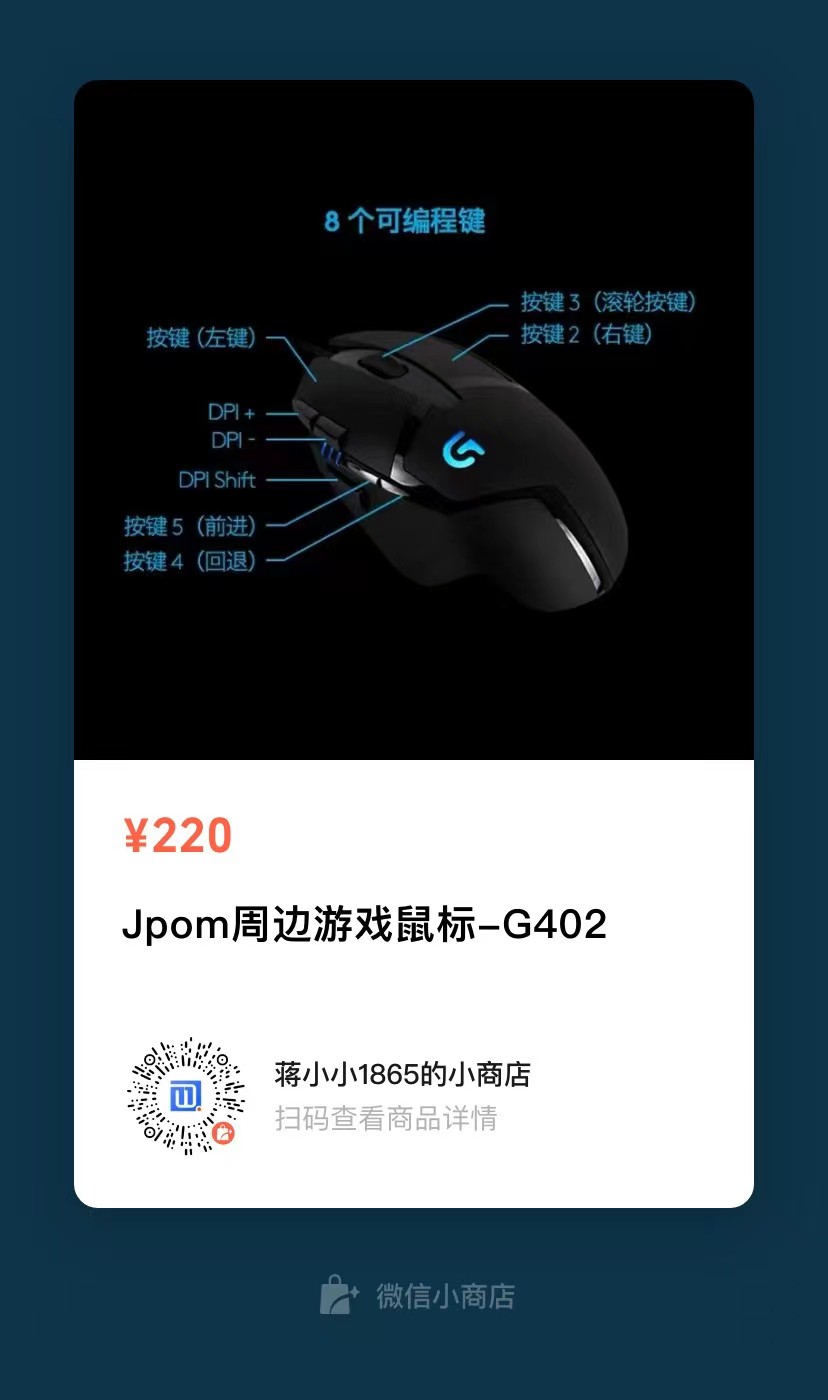 8 个可编程键
按键 3（滚轮按键）
按键 2（右键）
按键 (左键)
DPI +
DPI -
DPI Shift
按键 5（前进）
按键 4（回退）
¥220
Jpom周边游戏鼠标-G402
蒋小小1865的小商店
扫码查看商品详情
微信小商店